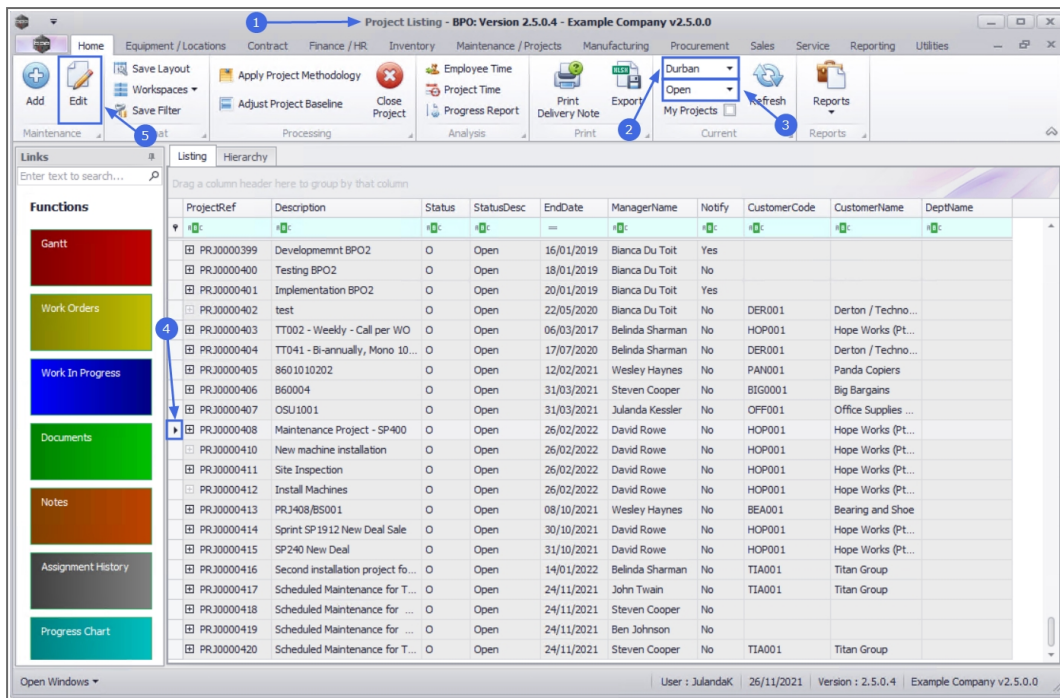 1
Project Listing - BPO: Version 2.5.0.4 - Example Company v2.5.0.0
Home Equipment / Locations Contract Finance / HR Inventory Maintenance / Projects Manufacturing Procurement Sales Service Reporting Utilities
Add
Edit
Save Layout
Workspaces
Save Filter
Apply Project Methodology
Adjust Project Baseline
Close Project
Employee Time
Project Time
Progress Report
Print Delivery Note
Export
Durban
Open
My Projects
Refresh
Reports
2
3
5
Maintenance Processing Analysis Print Current Reports
Links
Enter text to search...
Listing Hierarchy
Drag a column header here to group by that column
Functions
Gantt
Work Orders
Work In Progress
Documents
Notes
Assignment History
Progress Chart
4
ProjectRef Description Status StatusDesc EndDate ManagerName Notify CustomerCode CustomerName DeptName
PRJ0000399 Developmemnt BPO2 O Open 16/01/2019 Bianca Du Toit Yes
PRJ0000400 Testing BPO2 O Open 18/01/2019 Bianca Du Toit No
PRJ0000401 Implementation BPO2 O Open 20/01/2019 Bianca Du Toit Yes
PRJ0000402 test O Open 22/05/2020 Bianca Du Toit No DER001 Derton / Techno...
PRJ0000403 TT002 - Weekly - Call per WO O Open 06/03/2017 Belinda Sharman No HOP001 Hope Works (Pt...
PRJ0000404 TT041 - Bi-annually, Mono 10... O Open 17/07/2020 Belinda Sharman No DER001 Derton / Techno...
PRJ0000405 8601010202 O Open 12/02/2021 Wesley Haynes No PAN001 Panda Copiers
PRJ0000406 B60004 O Open 31/03/2021 Steven Cooper No BIG0001 Big Bargains
PRJ0000407 OSU1001 O Open 31/03/2021 Julanda Kessler No OFF001 Office Supplies ...
PRJ0000408 Maintenance Project - SP400 O Open 26/02/2022 David Rowe No HOP001 Hope Works (Pt...
PRJ0000410 New machine installation O Open 26/02/2022 David Rowe No HOP001 Hope Works (Pt...
PRJ0000411 Site Inspection O Open 26/02/2022 David Rowe No HOP001 Hope Works (Pt...
PRJ0000412 Install Machines O Open 26/02/2022 David Rowe No HOP001 Hope Works (Pt...
PRJ0000413 PRJ408/BS001 O Open 08/10/2021 Wesley Haynes No BEA001 Bearing and Shoe
PRJ0000414 Sprint SP1912 New Deal Sale O Open 30/10/2021 David Rowe No HOP001 Hope Works (Pt...
PRJ0000415 SP240 New Deal O Open 31/10/2021 David Rowe No HOP001 Hope Works (Pt...
PRJ0000416 Second installation project fo... O Open 14/01/2022 Belinda Sharman No TIA001 Titan Group
PRJ0000417 Scheduled Maintenance for T... O Open 24/11/2021 John Twain No TIA001 Titan Group
PRJ0000418 Scheduled Maintenance for ... O Open 24/11/2021 Steven Cooper No
PRJ0000419 Scheduled Maintenance for ... O Open 24/11/2021 Ben Johnson No
PRJ0000420 Scheduled Maintenance for T... O Open 24/11/2021 Steven Cooper No TIA001 Titan Group
Open Windows User : JulandaK 26/11/2021 Version : 2.5.0.4 Example Company v2.5.0.0